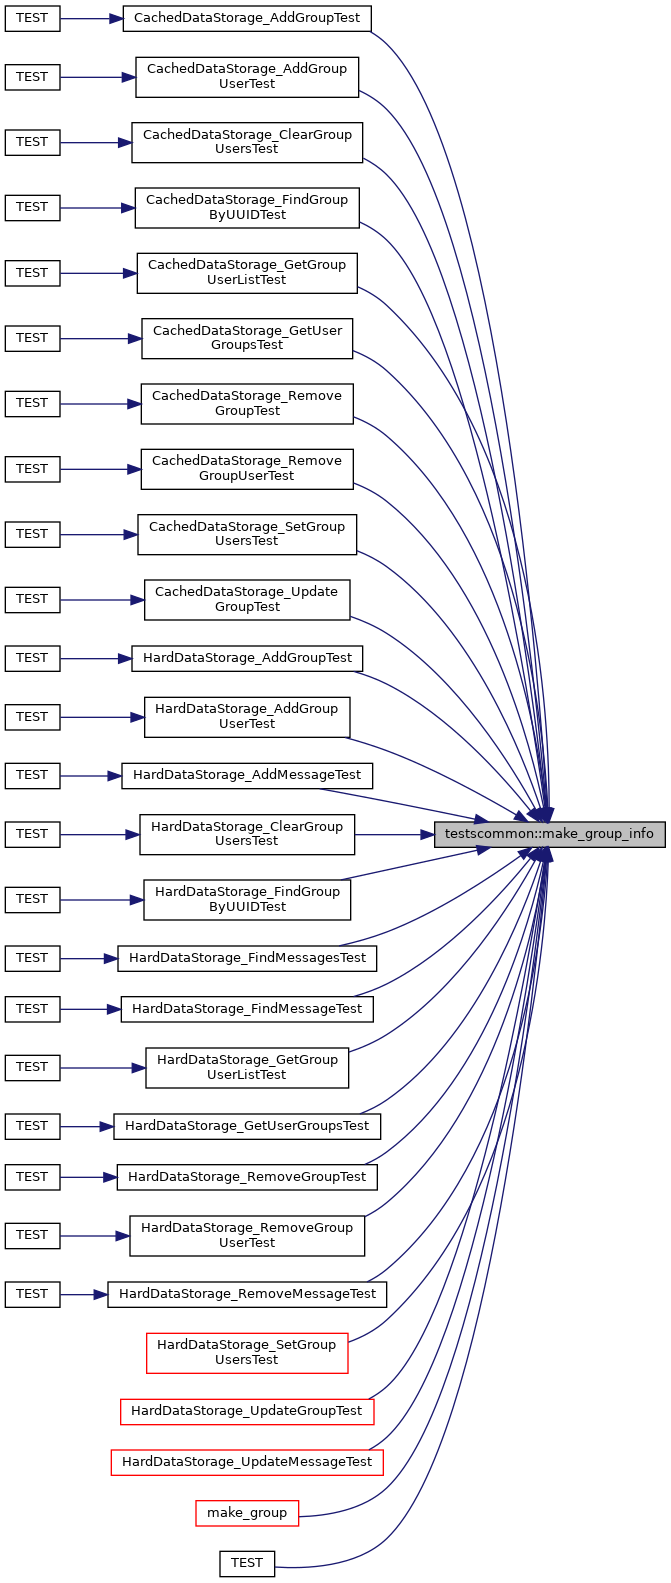 TEST
CachedDataStorage_AddGroupTest
TEST
CachedDataStorage_AddGroup
UserTest
TEST
CachedDataStorage_ClearGroup
UsersTest
TEST
CachedDataStorage_FindGroup
ByUUIDTest
TEST
CachedDataStorage_GetGroup
UserListTest
TEST
CachedDataStorage_GetUser
GroupsTest
TEST
CachedDataStorage_Remove
GroupTest
TEST
CachedDataStorage_Remove
GroupUserTest
TEST
CachedDataStorage_SetGroup
UsersTest
TEST
CachedDataStorage_Update
GroupTest
TEST
HardDataStorage_AddGroupTest
TEST
HardDataStorage_AddGroup
UserTest
TEST
HardDataStorage_AddMessageTest
TEST
HardDataStorage_ClearGroup
UsersTest
testscommon::make_group_info
TEST
HardDataStorage_FindGroup
ByUUIDTest
TEST
HardDataStorage_FindMessagesTest
TEST
HardDataStorage_FindMessageTest
TEST
HardDataStorage_GetGroup
UserListTest
TEST
HardDataStorage_GetUserGroupsTest
TEST
HardDataStorage_RemoveGroupTest
TEST
HardDataStorage_RemoveGroup
UserTest
TEST
HardDataStorage_RemoveMessageTest
HardDataStorage_SetGroup
UsersTest
HardDataStorage_UpdateGroupTest
HardDataStorage_UpdateMessageTest
make_group
TEST